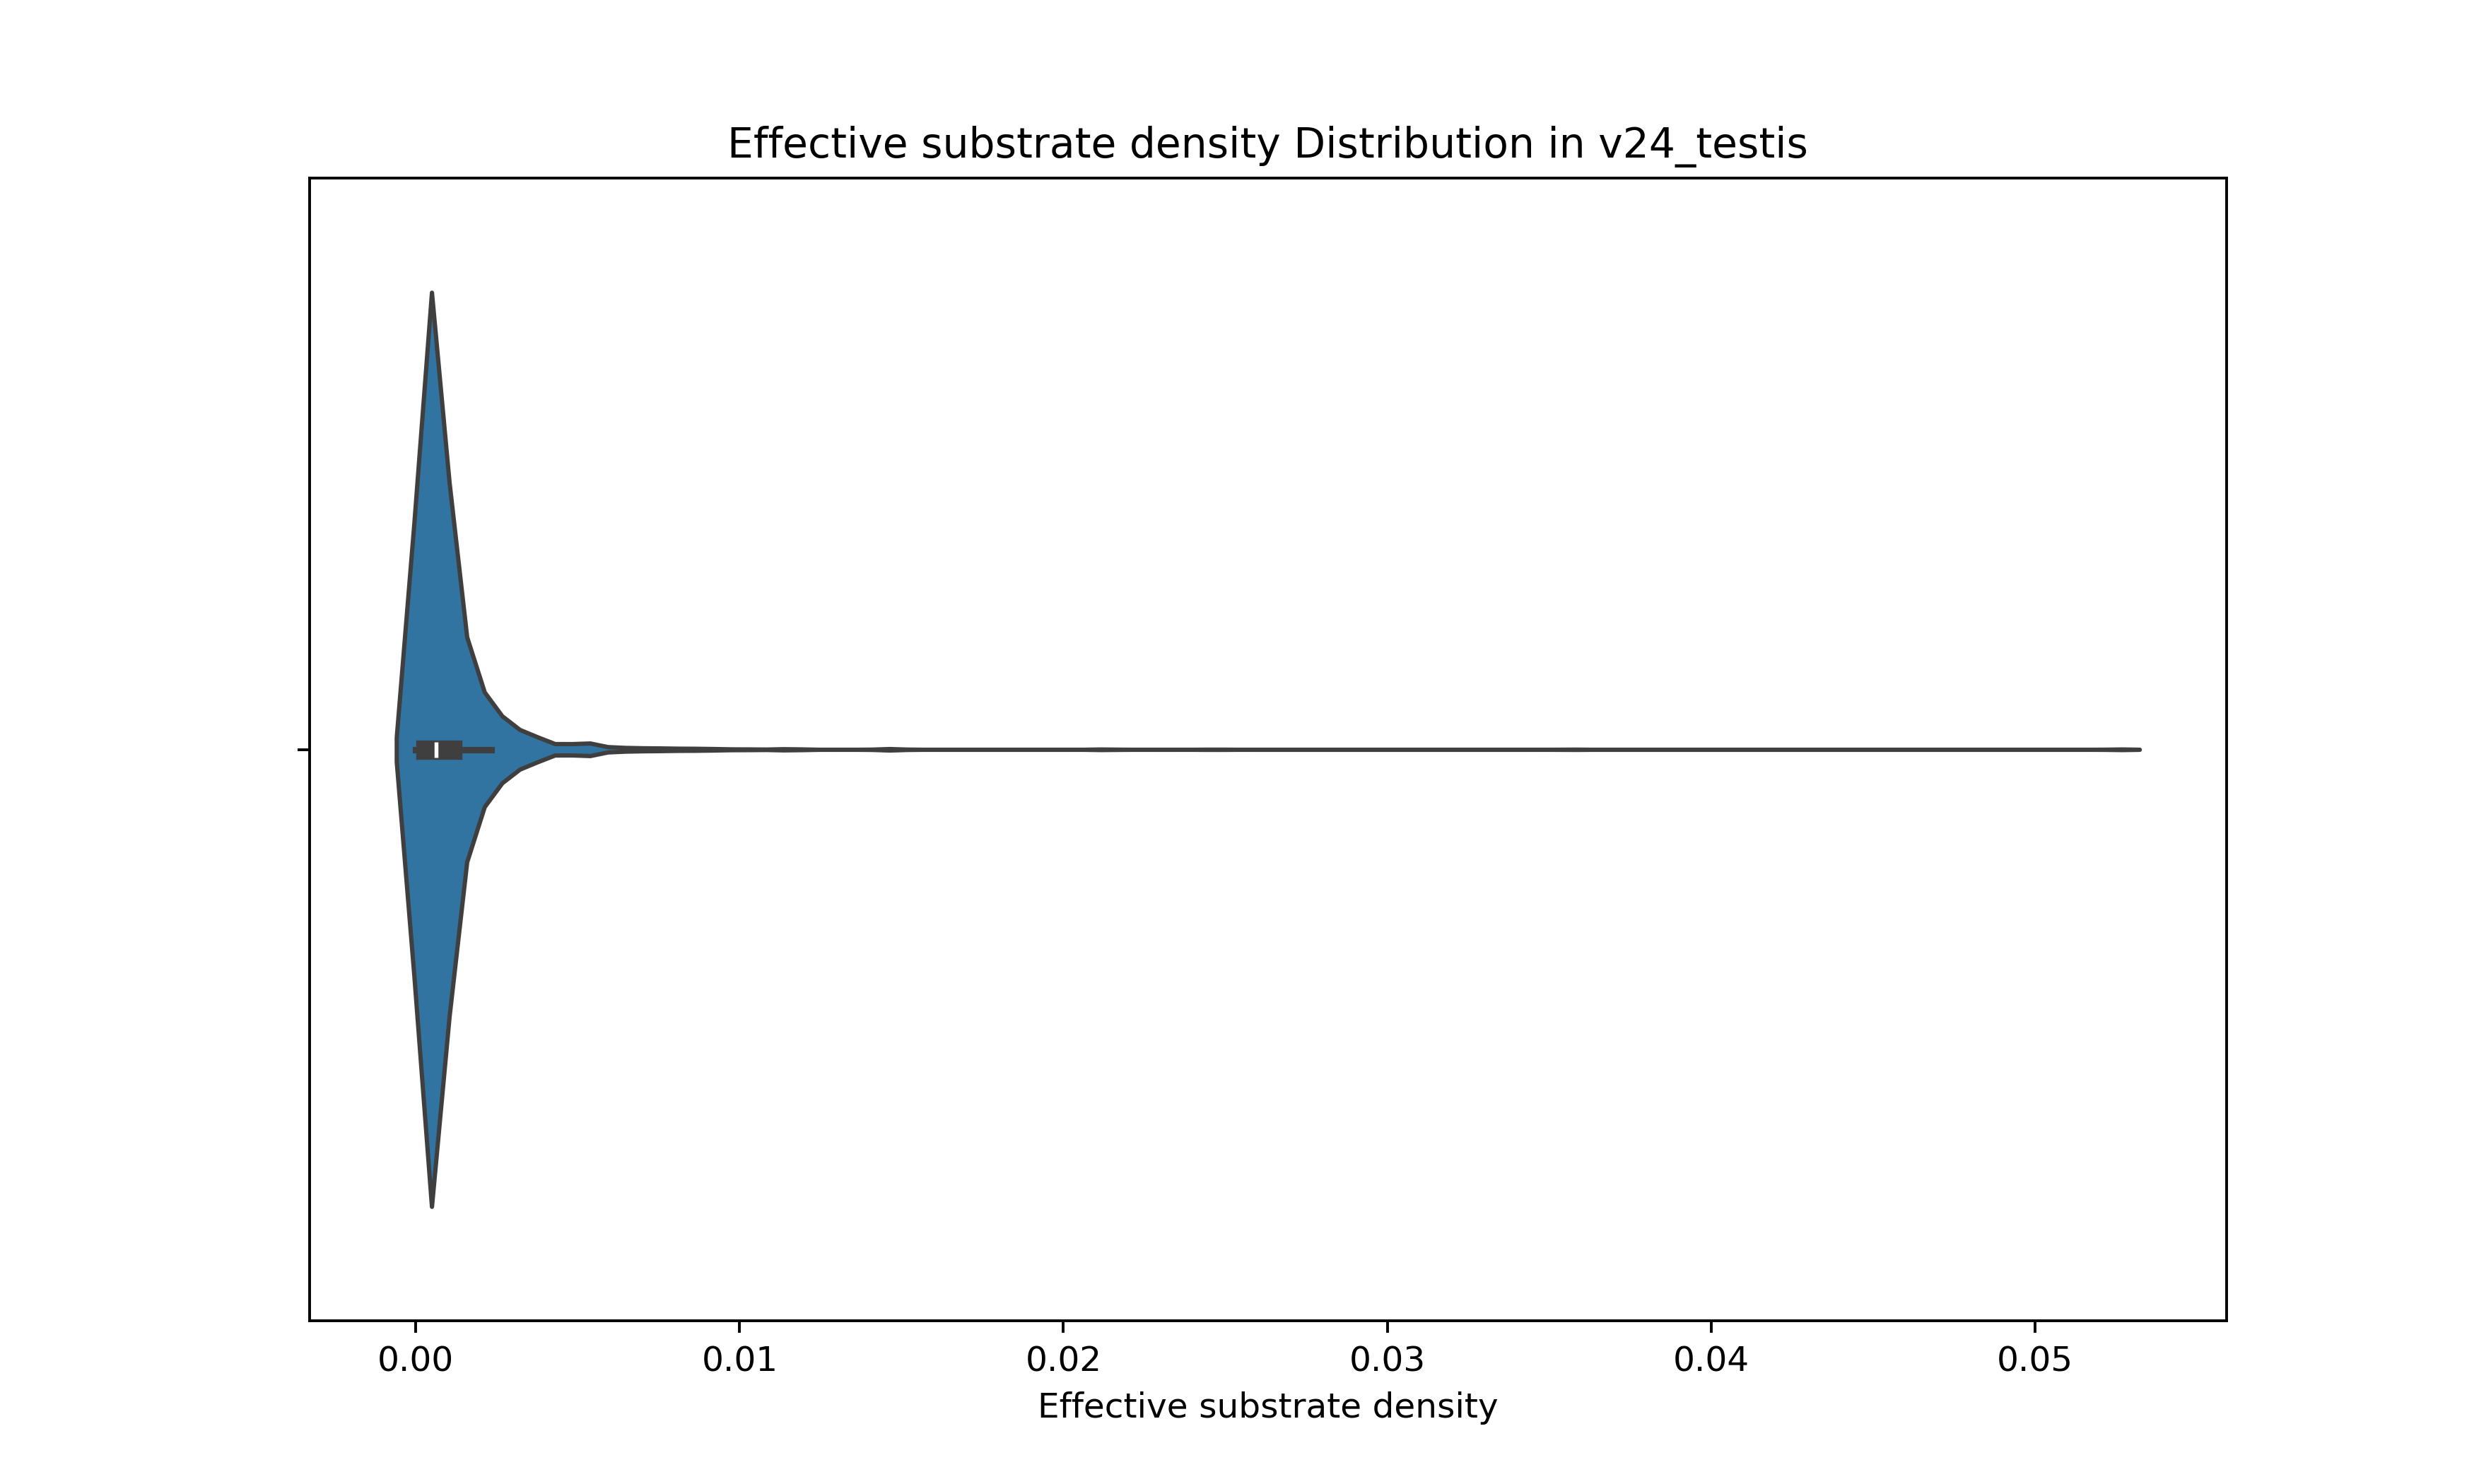 Effective substrate density Distribution in v24_testis
0.00 0.01 0.02 0.03 0.04 0.05
Effective substrate density